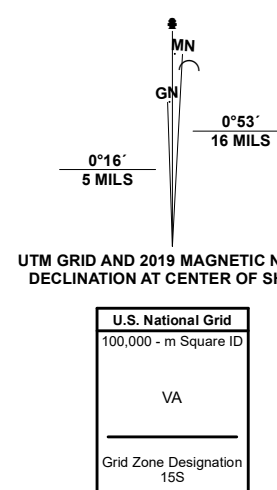 MN
GN
0°53´
16 MILS
0°16´
5 MILS
UTM GRID AND 2019 MAGNETIC
DECLINATION AT CENTER OF
U.S. National Grid
100,000 - m Square ID
VA
Grid Zone Designation
15S